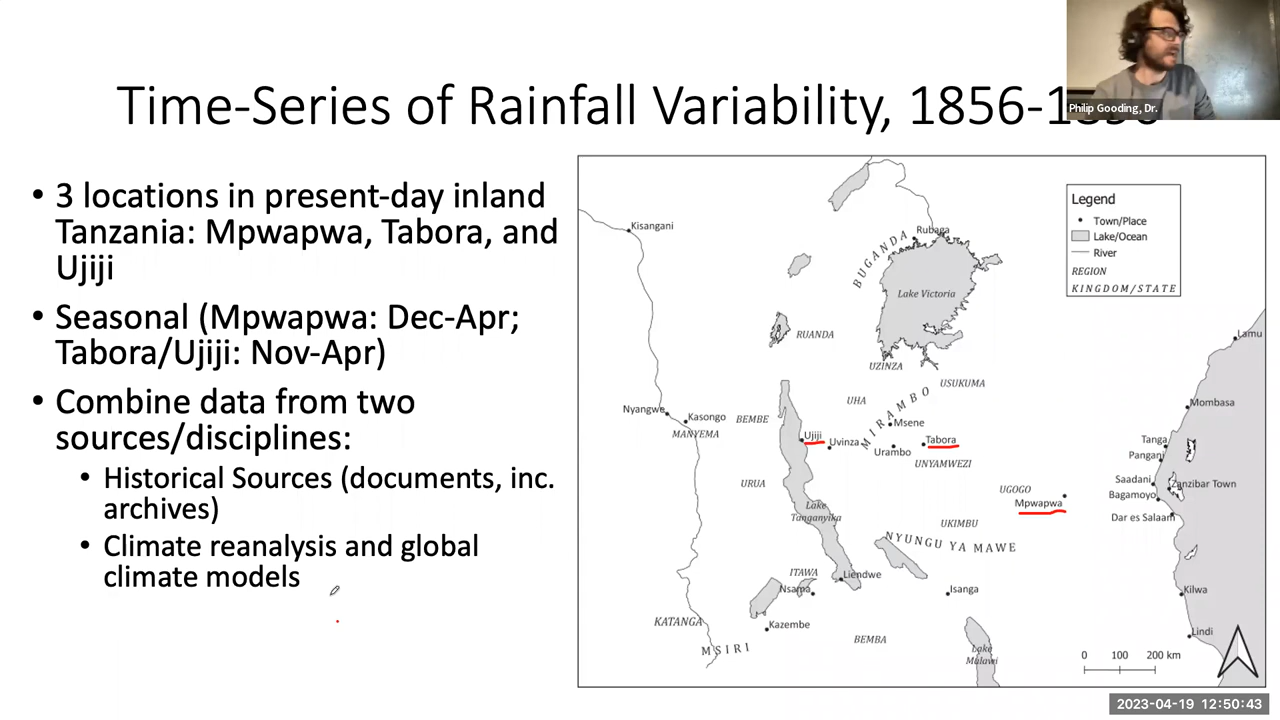 Philip Gooding, Dr.
Time-Series of Rainfall Variability, 1856-1
• 3 locations in present-day inland
Tanzania: Mpwapwa, Tabora, and
Ujiji
• Seasonal (Mpwapwa: Dec-Apr;
Tabora/Ujiji: Nov-Apr)
• Combine data from two
sources/disciplines:
• Historical Sources (documents, inc.
archives)
• Climate reanalysis and global
climate models
Legend
Town/Place
Lake/Ocean
River
REGION
KINGDOM/STATE
Kisangani
BUGANDA
Rubaga
Lake Victoria
RUANDA
Lamu
UZINZA
USUKUMA
UHA
MIRAMBO
Mombasa
Nyangwe
Kasongo
BEMBE
MANYEMA
Msene
Ujiji
Uvinza
Tabora
Urambo
UNYAMWEZI
Tanga
Pangani
URUA
UGOGO
Mpwapwa
Saadani
Zanzibar Town
Bagamoyo
Dar es Salaam
Lake
Tanganyika
UKIMBU
NYUNGU YA MAWE
ITAWA
Liendwe
Nsama
Isanga
Kilwa
KATANGA
Kazembe
Lindi
MSIRI
BEMBA
Lake
Malawi
0 100 200 km
2023-04-19 12:50:43